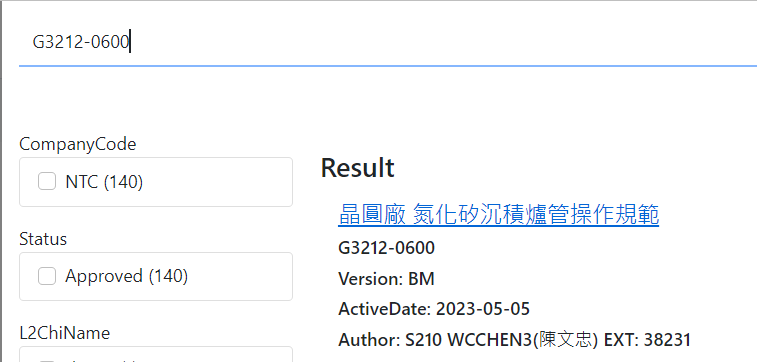 G3212-0600
CompanyCode
NTC (140)
Status
Approved (140)
L2ChiName
Result
晶圓廠 氮化矽沉積爐管操作規範
G3212-0600
Version: BM
ActiveDate: 2023-05-05
Author: S210 WCCHEN3(陳文忠) EXT: 38231